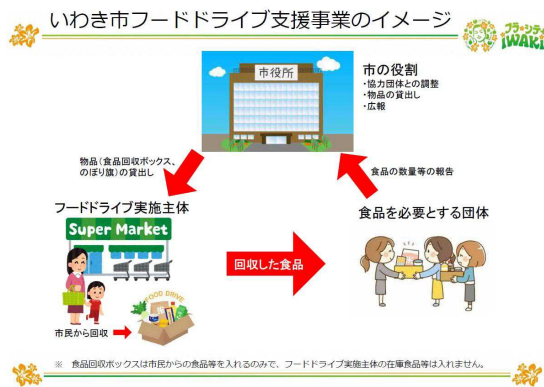 いわき市フードドライブ支援事業のイメージ
フラシティ
IWAKI
市役所
市の役割
・協力団体との調整
・物品の貸出し
・広報
物品(食品回収ボックス、
のぼり旗)の貸出し
食品の数量等の報告
フードドライブ実施主体
Super Market
食品を必要とする団体
回収した食品
FOOD DRIVE
市民から回収
※ 食品回収ボックスは市民からの食品等を入れるのみで、フードドライブ実施主体の在庫食品等は入れません。